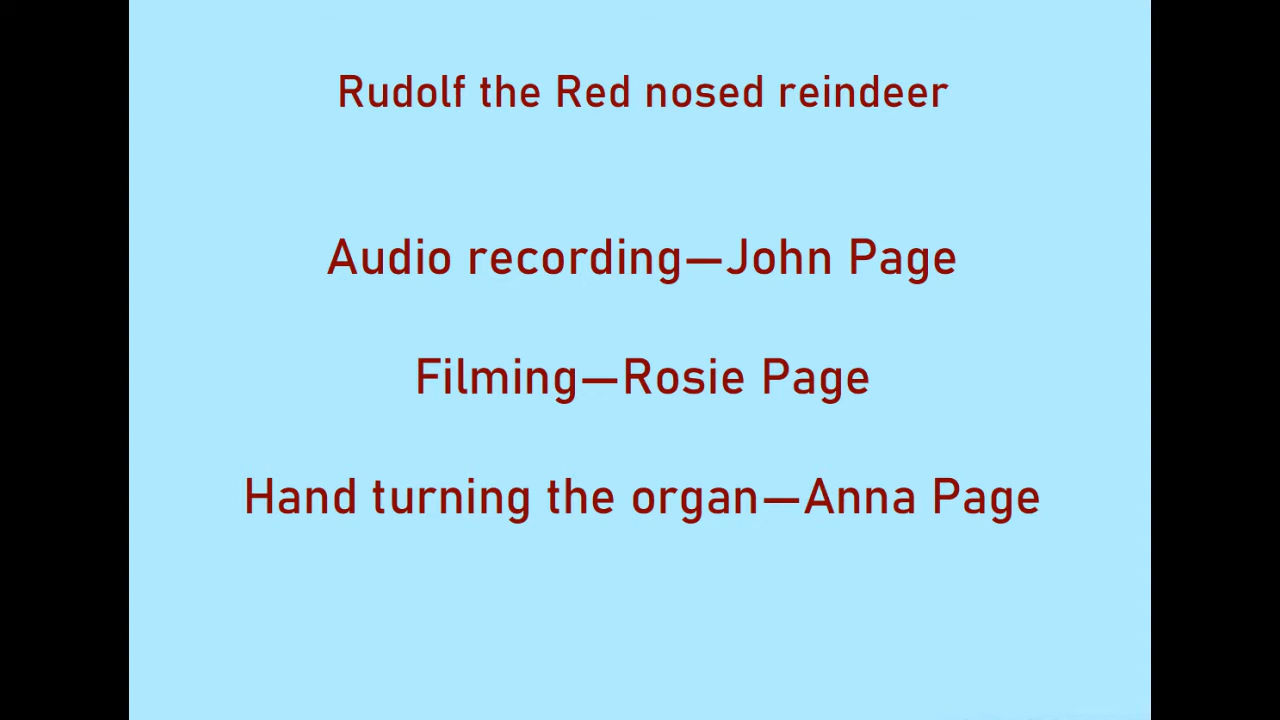 Rudolf the Red nosed reindeer
Audio recording—John Page
Filming—Rosie Page
Hand turning the organ—Anna Page